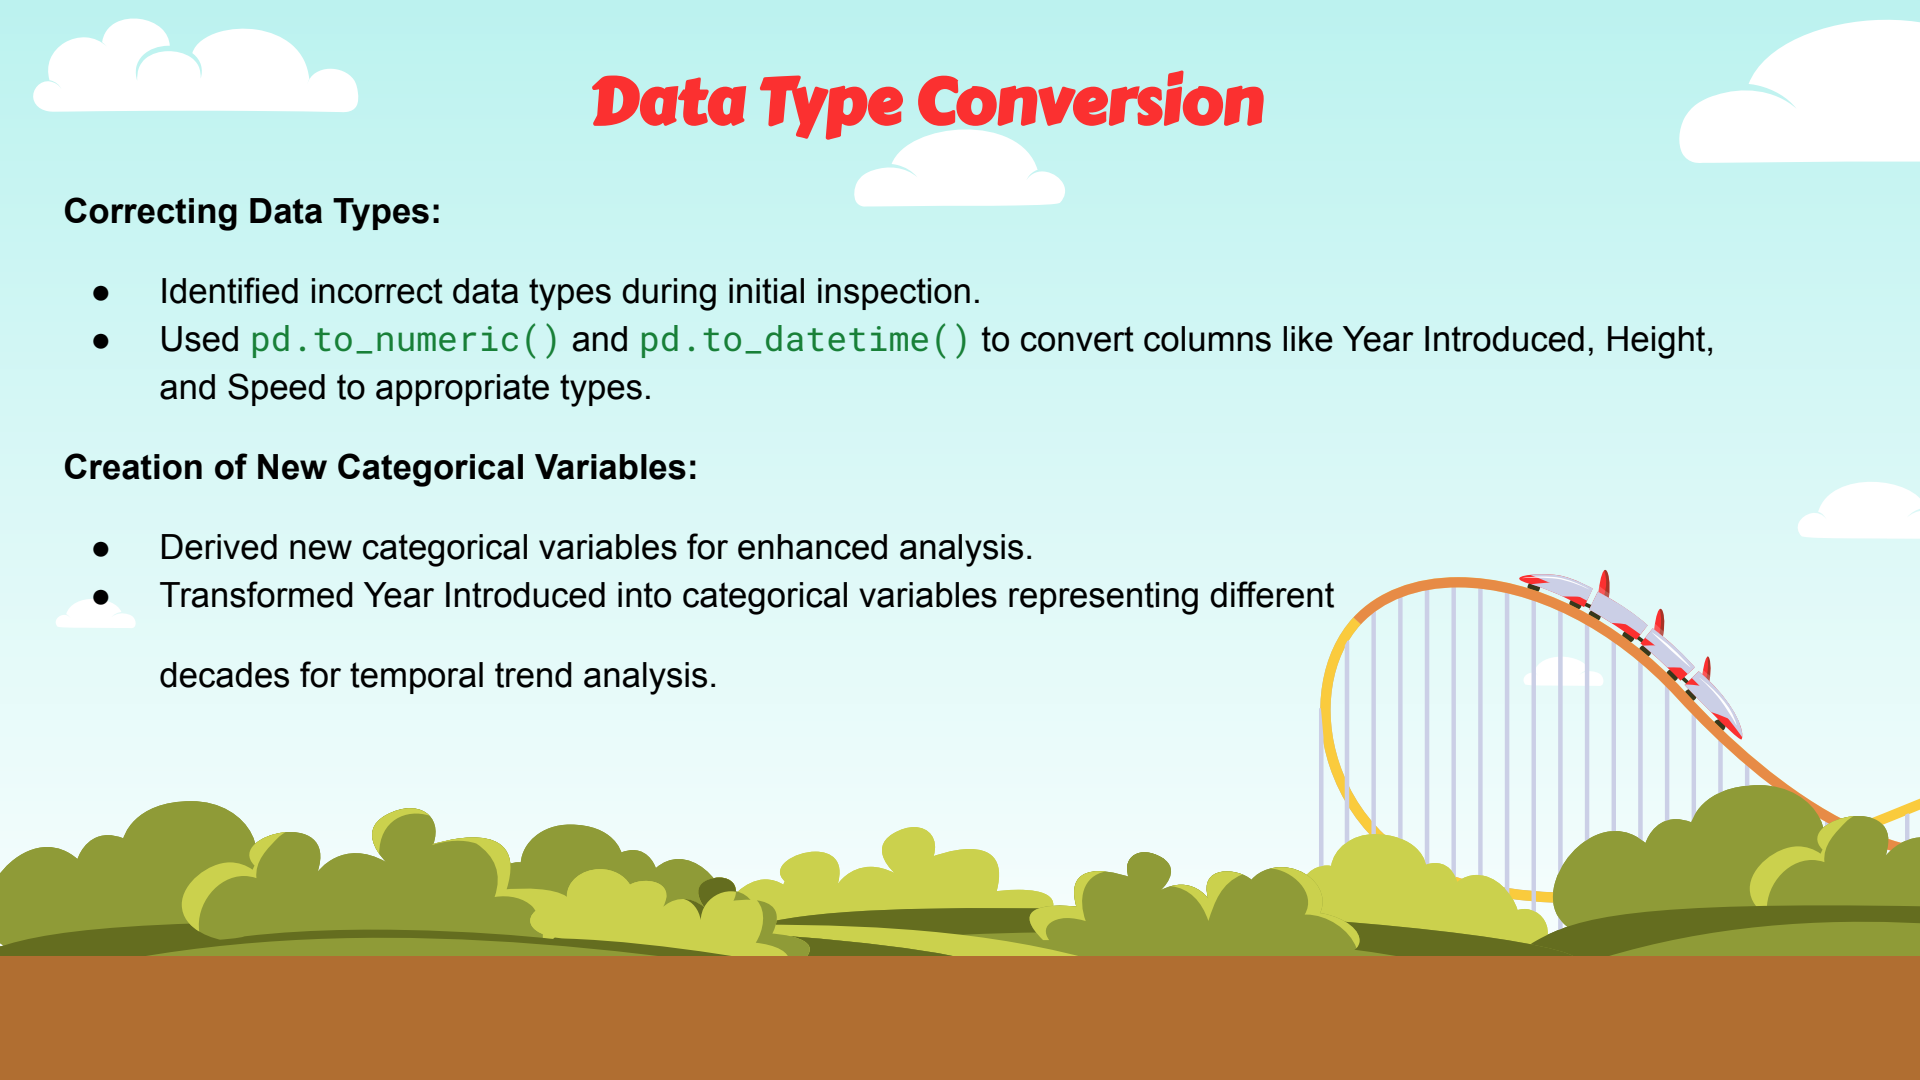 Data Type Conversion
Correcting Data Types:
● Identified incorrect data types during initial inspection.
● Used pd.to_numeric() and pd.to_datetime() to convert columns like Year Introduced, Height,
and Speed to appropriate types.
Creation of New Categorical Variables:
● Derived new categorical variables for enhanced analysis.
● Transformed Year Introduced into categorical variables representing different
decades for temporal trend analysis.